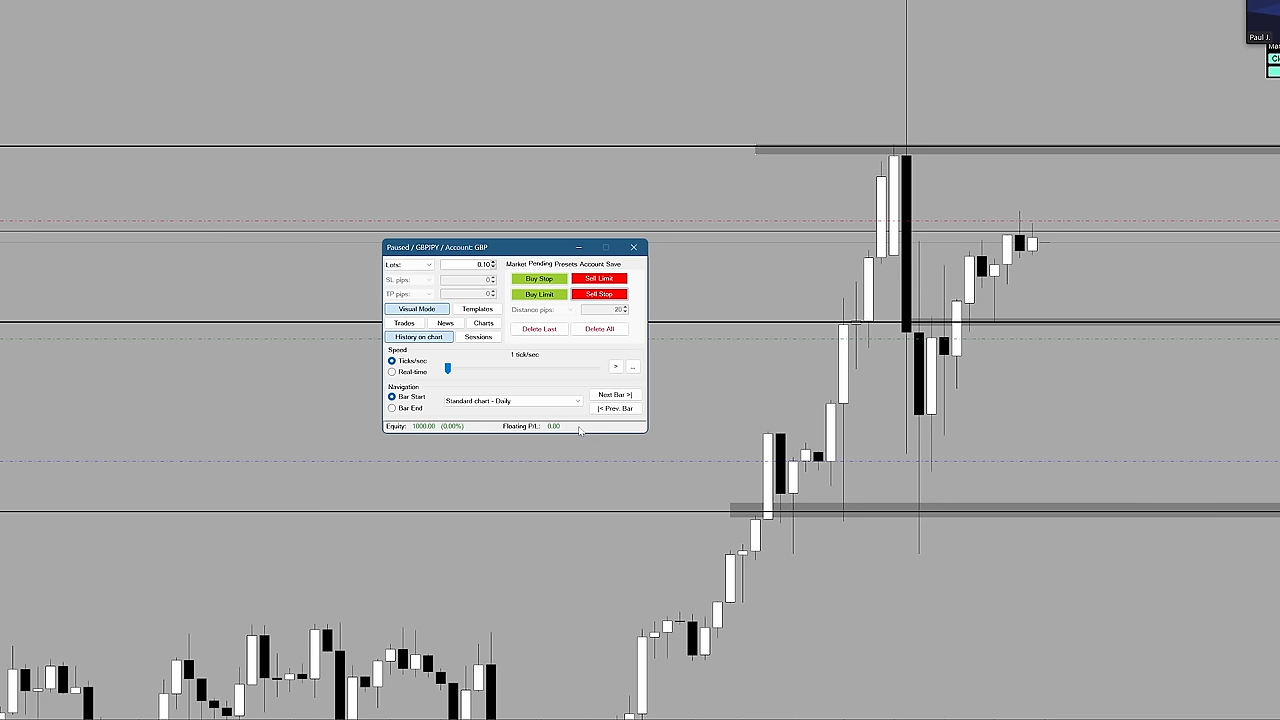 Paul J.
Paused / GBPJPY / Account: GBP
Lots: 0.10
Market Pending Presets Account Save
SL pips: 0
Buy Stop Sell Limit
TP pips: 0
Buy Limit Sell Stop
Visual Mode Templates
Distance pips: 20
Trades News Charts
Delete Last Delete All
History on chart Sessions
Speed
1 tick/sec
Ticks/sec
Real-time
> ...
Navigation
Bar Start
Standard chart - Daily
Next Bar >|
Bar End
|< Prev. Bar
Equity: 1000.00 (0.00%) Floating P/L: 0.00